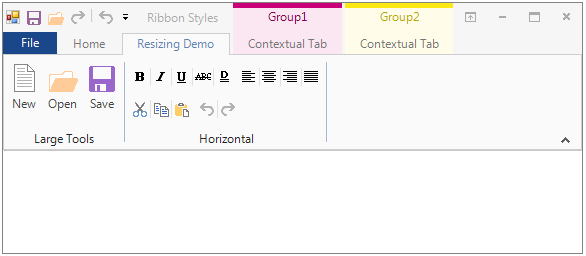 Ribbon Styles Group1 Group2
File Home Resizing Demo Contextual Tab Contextual Tab
B I U ABC D
New Open Save
Large Tools Horizontal